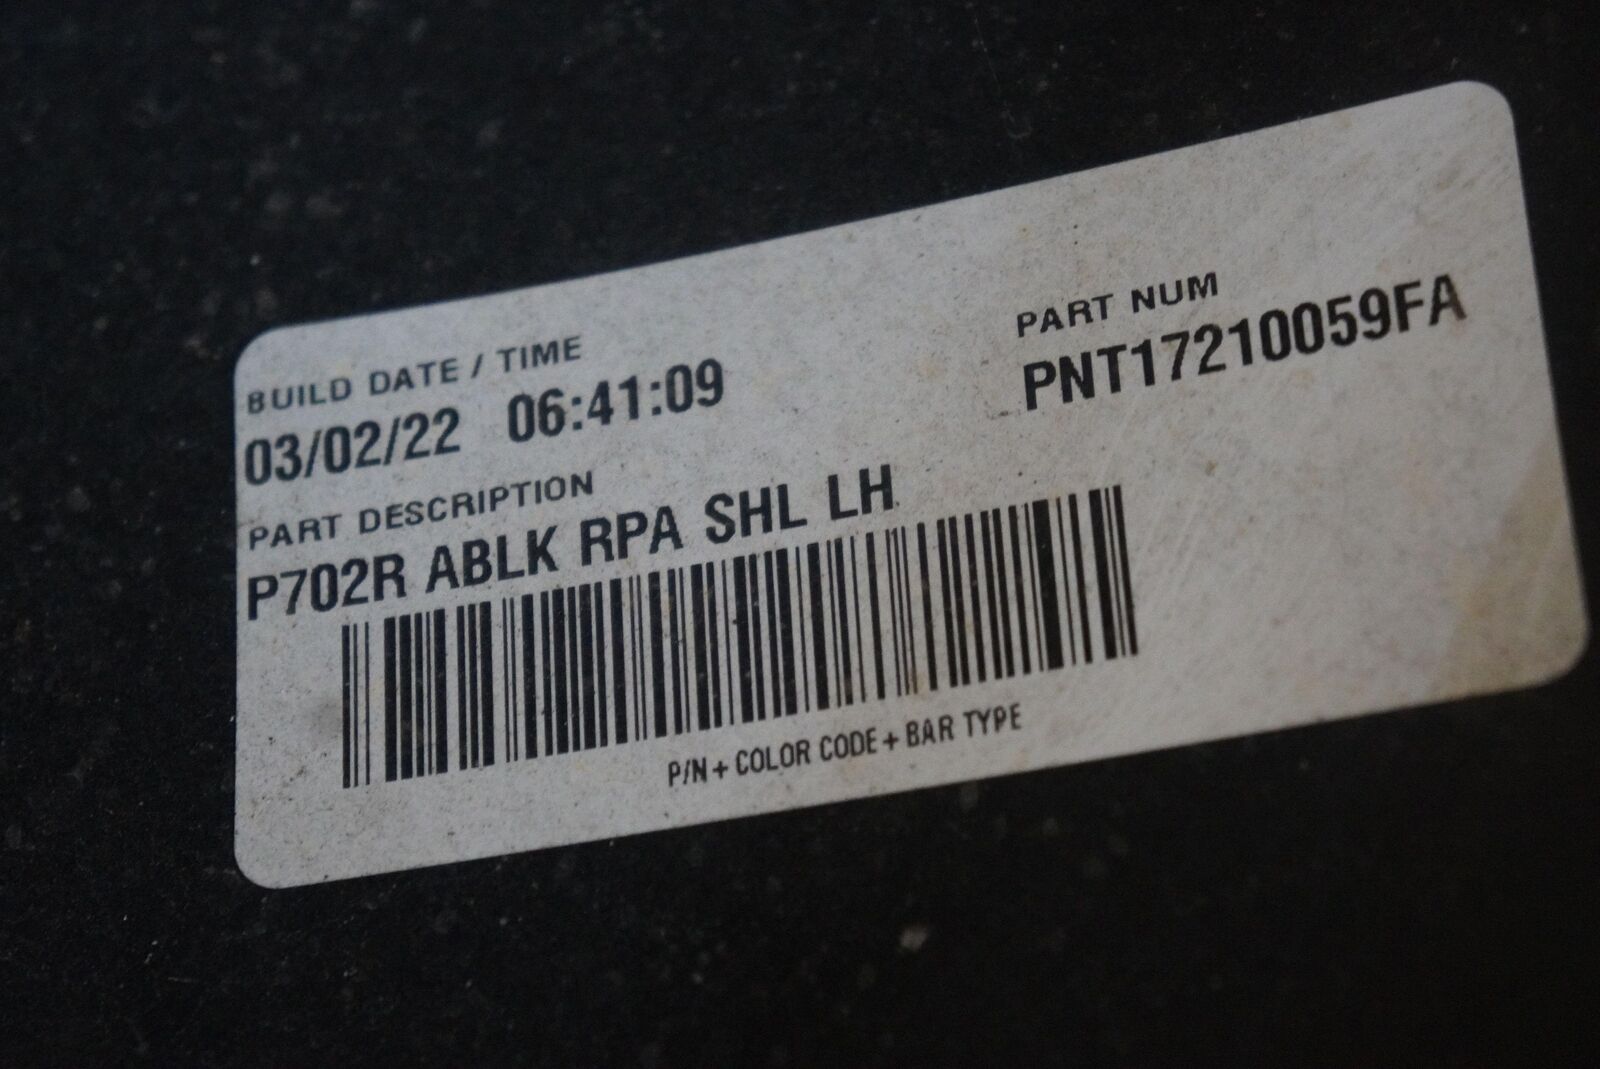 BUILD DATE / TIME
03/02/22 06:41:09
PART NUM
PNT17210059FA
PART DESCRIPTION
P702R ABLK RPA SHL LH
P/N + COLOR CODE + BAR TYPE